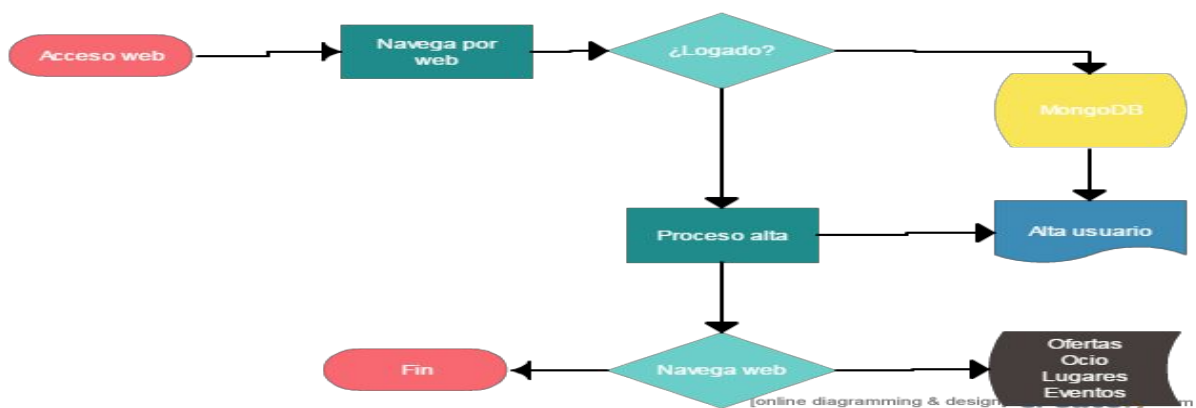 Acceso web
Navega por
web
¿Logado?
MongoDB
Proceso alta
Alta usuario
Fin
Navega web
Ofertas
Ocio
Lugares
Eventos
[online diagramming & design]